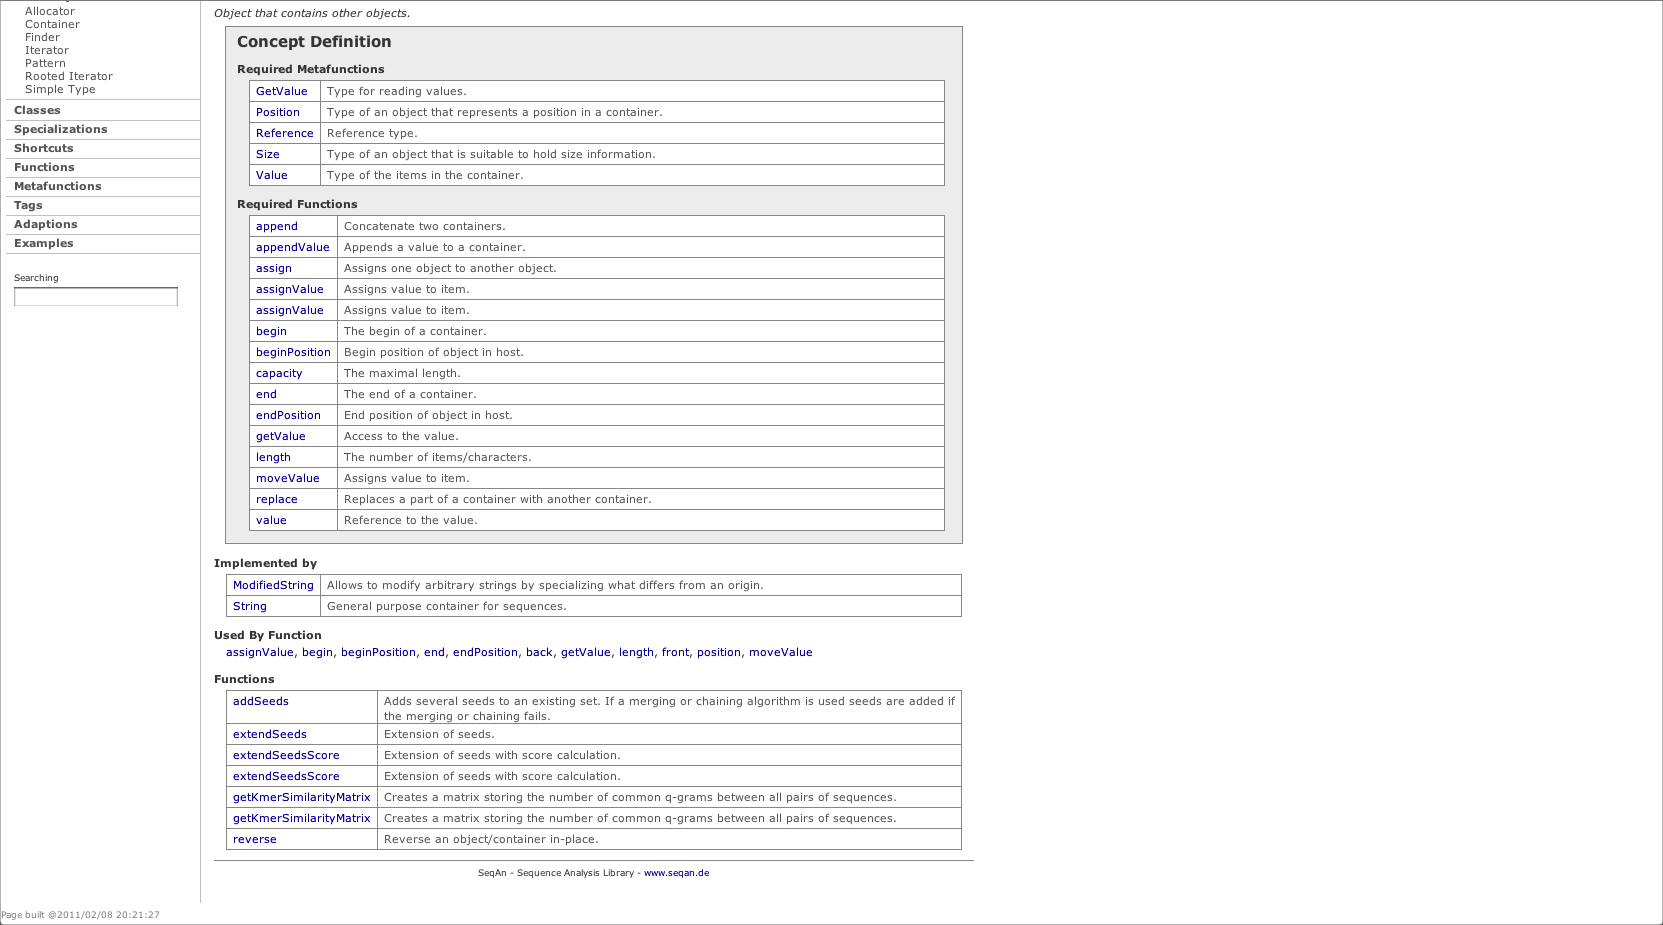 Allocator
Container
Finder
Iterator
Pattern
Rooted Iterator
Simple Type
Classes
Specializations
Shortcuts
Functions
Metafunctions
Tags
Adaptions
Examples
Searching
Object that contains other objects.
Concept Definition
Required Metafunctions
GetValue Type for reading values.
Position Type of an object that represents a position in a container.
Reference Reference type.
Size Type of an object that is suitable to hold size information.
Value Type of the items in the container.
Required Functions
append Concatenate two containers.
appendValue Appends a value to a container.
assign Assigns one object to another object.
assignValue Assigns value to item.
assignValue Assigns value to item.
begin The begin of a container.
beginPosition Begin position of object in host.
capacity The maximal length.
end The end of a container.
endPosition End position of object in host.
getValue Access to the value.
length The number of items/characters.
moveValue Assigns value to item.
replace Replaces a part of a container with another container.
value Reference to the value.
Implemented by
ModifiedString Allows to modify arbitrary strings by specializing what differs from an origin.
String General purpose container for sequences.
Used By Function
assignValue, begin, beginPosition, end, endPosition, back, getValue, length, front, position, moveValue
Functions
addSeeds Adds several seeds to an existing set. If a merging or chaining algorithm is used seeds are added if
the merging or chaining fails.
extendSeeds Extension of seeds.
extendSeedsScore Extension of seeds with score calculation.
extendSeedsScore Extension of seeds with score calculation.
getKmerSimilarityMatrix Creates a matrix storing the number of common q-grams between all pairs of sequences.
getKmerSimilarityMatrix Creates a matrix storing the number of common q-grams between all pairs of sequences.
reverse Reverse an object/container in-place.
SeqAn - Sequence Analysis Library - www.seqan.de
Page built @2011/02/08 20:21:27